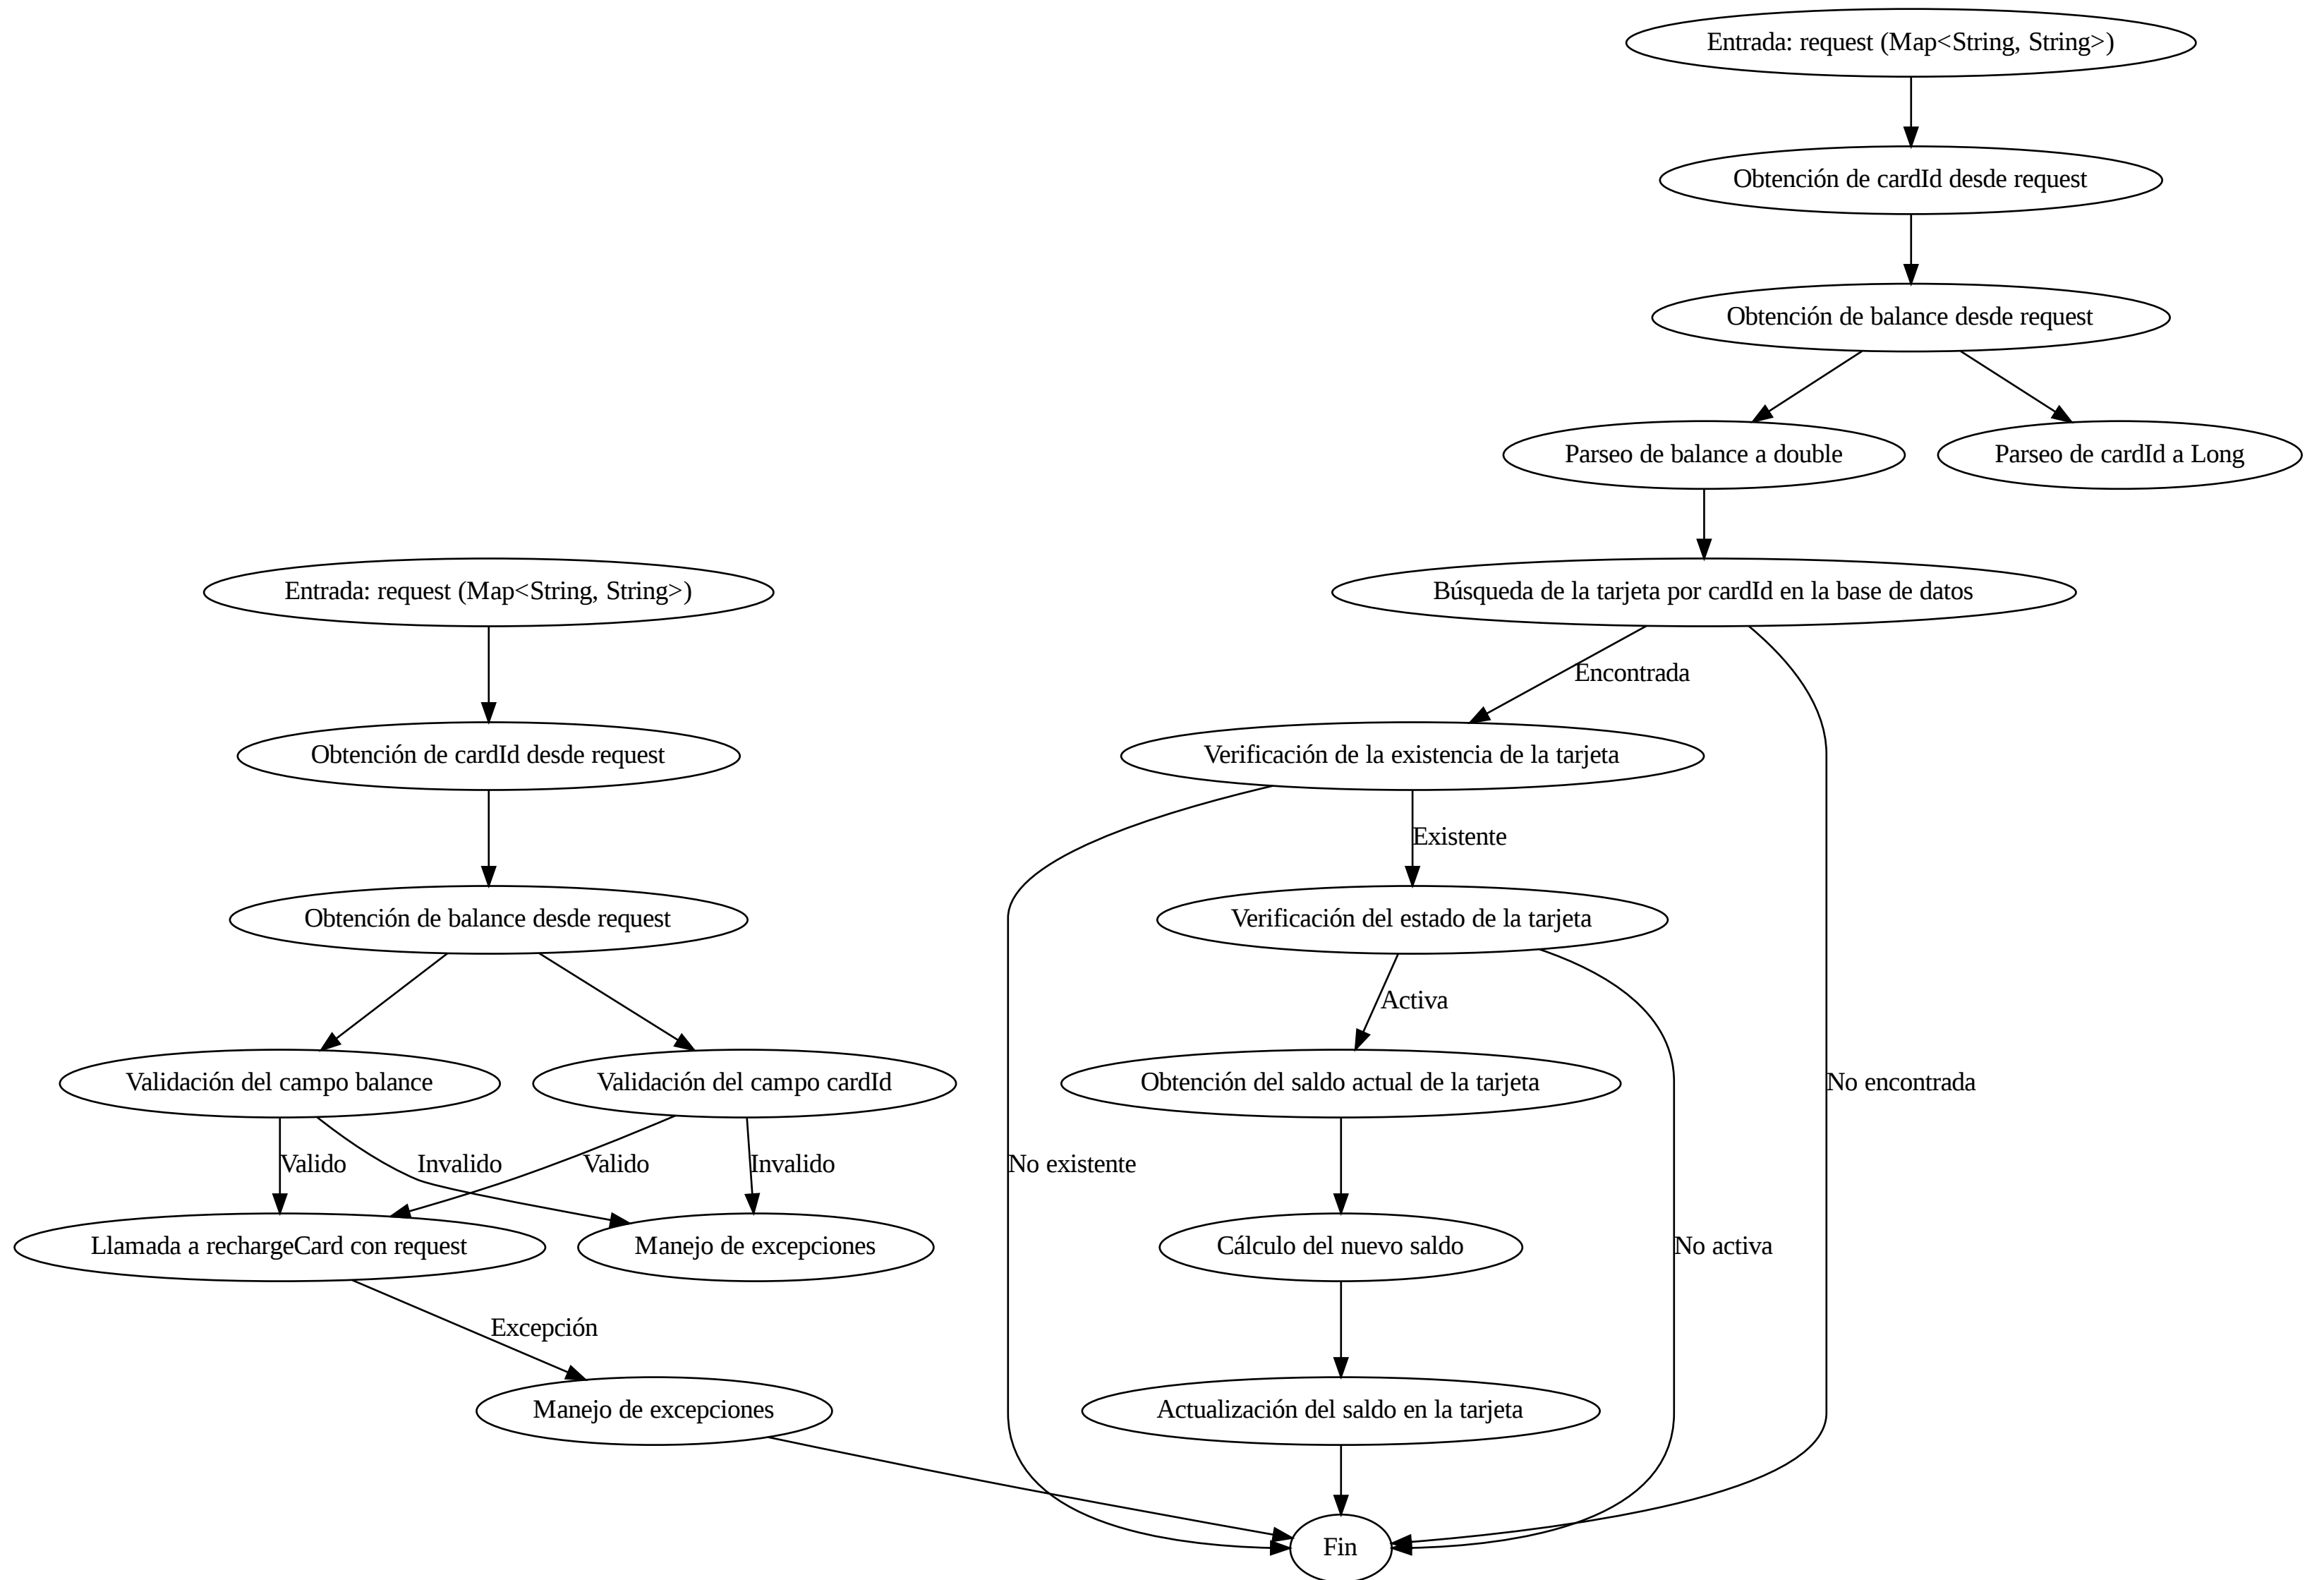 Entrada: request (Map<String, String>)
Obtención de cardId desde request
Obtención de balance desde request
Parseo de balance a double
Parseo de cardId a Long
Entrada: request (Map<String, String>)
Búsqueda de la tarjeta por cardId en la base de datos
Encontrada
Obtención de cardId desde request
Verificación de la existencia de la tarjeta
Existente
Obtención de balance desde request
Verificación del estado de la tarjeta
Activa
Validación del campo balance
Validación del campo cardId
Obtención del saldo actual de la tarjeta
No encontrada
Valido
Invalido
Valido
Invalido
No existente
Llamada a rechargeCard con request
Manejo de excepciones
Cálculo del nuevo saldo
No activa
Excepción
Manejo de excepciones
Actualización del saldo en la tarjeta
Fin